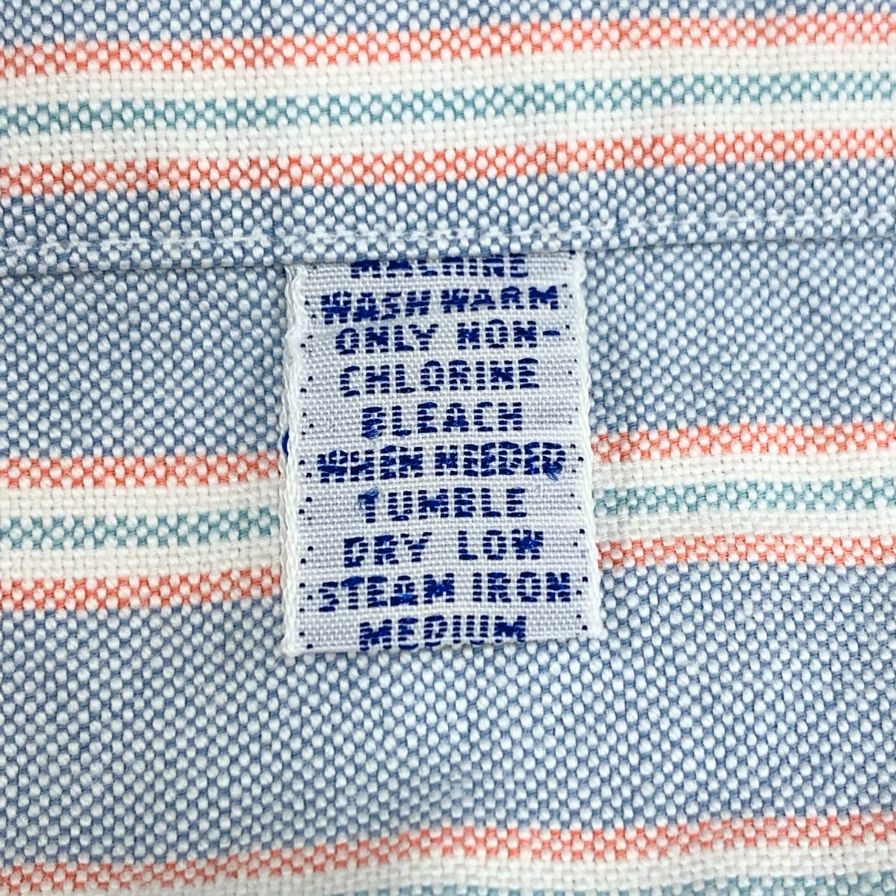 MACHINE
WASH WARM
ONLY NON-
CHLORINE
BLEACH
WHEN NEEDED
TUMBLE
DRY LOW
STEAM IRON
MEDIUM